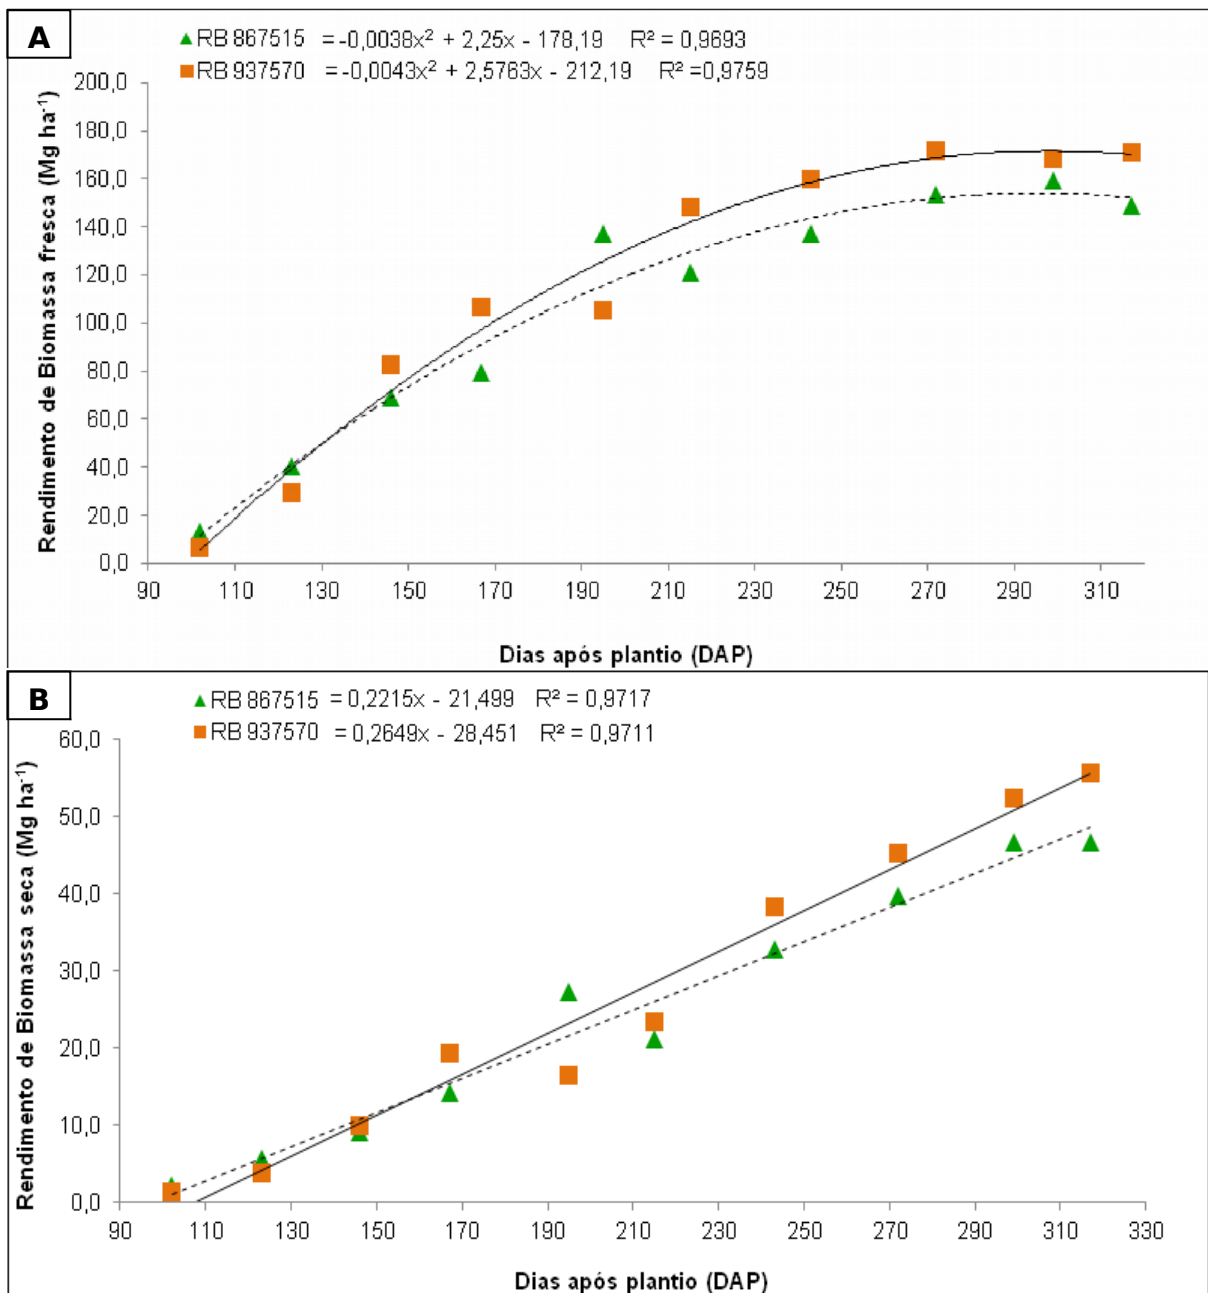 A
RB 867515 = -0,0038x² + 2,25x - 178,19 R² = 0,9693
RB 937570 = -0,0043x² + 2,5763x - 212,19 R² =0,9759
Rendimento de Biomassa fresca (Mg ha⁻¹)
200,0
180,0
160,0
140,0
120,0
100,0
80,0
60,0
40,0
20,0
0,0
90 110 130 150 170 190 210 230 250 270 290 310
Dias após plantio (DAP)
B
RB 867515 = 0,2215x - 21,499 R² = 0,9717
RB 937570 = 0,2649x - 28,451 R² = 0,9711
Rendimento de Biomassa seca (Mg ha⁻¹)
60,0
50,0
40,0
30,0
20,0
10,0
0,0
90 110 130 150 170 190 210 230 250 270 290 310 330
Dias após plantio (DAP)